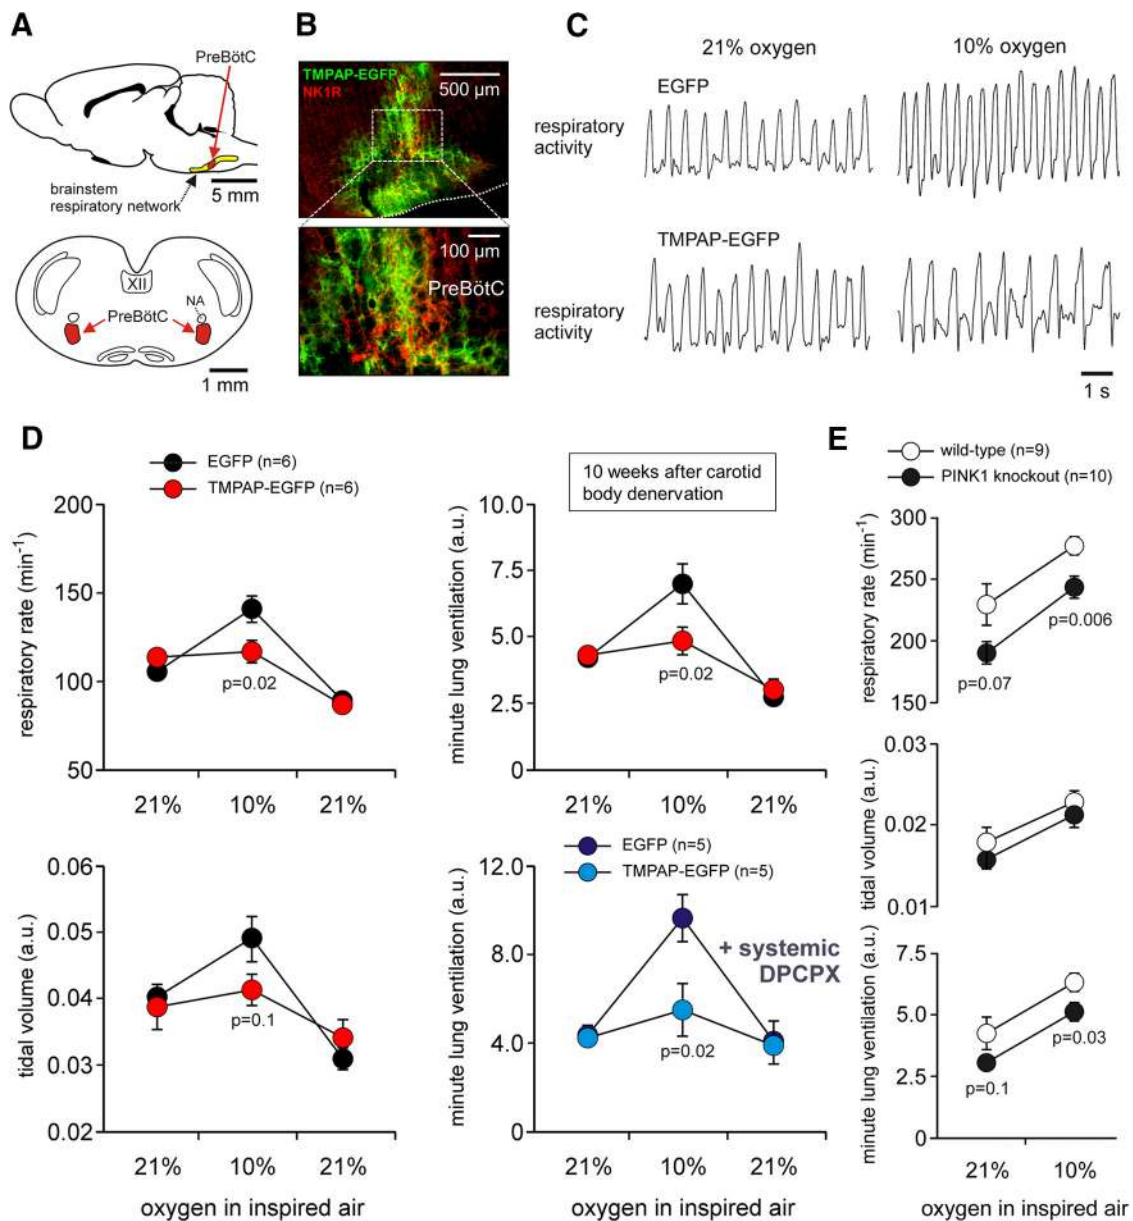 A
PreBötC
brainstem
respiratory network
5 mm
XII
NA
PreBötC
1 mm
B
TMPAP-EGFP
NK1R
500 µm
100 µm
PreBötC
C
21% oxygen
10% oxygen
EGFP
respiratory
activity
TMPAP-EGFP
respiratory
activity
1 s
D
EGFP (n=6)
TMPAP-EGFP (n=6)
respiratory rate (min⁻¹)
200
150
100
50
p=0.02
21%
10%
21%
minute lung ventilation (a.u.)
10 weeks after carotid
body denervation
10.0
7.5
5.0
2.5
0
p=0.02
21%
10%
21%
tidal volume (a.u.)
0.06
0.05
0.04
0.03
0.02
p=0.1
21%
10%
21%
oxygen in inspired air
minute lung ventilation (a.u.)
12.0
8.0
4.0
0
EGFP (n=5)
TMPAP-EGFP (n=5)
+ systemic
DPCPX
p=0.02
21%
10%
21%
oxygen in inspired air
E
wild-type (n=9)
PINK1 knockout (n=10)
respiratory rate (min⁻¹)
300
250
200
150
p=0.006
p=0.07
tidal volume (a.u.)
0.03
0.02
0.01
minute lung ventilation (a.u.)
7.5
5.0
2.5
0
p=0.03
p=0.1
21%
10%
oxygen in inspired air